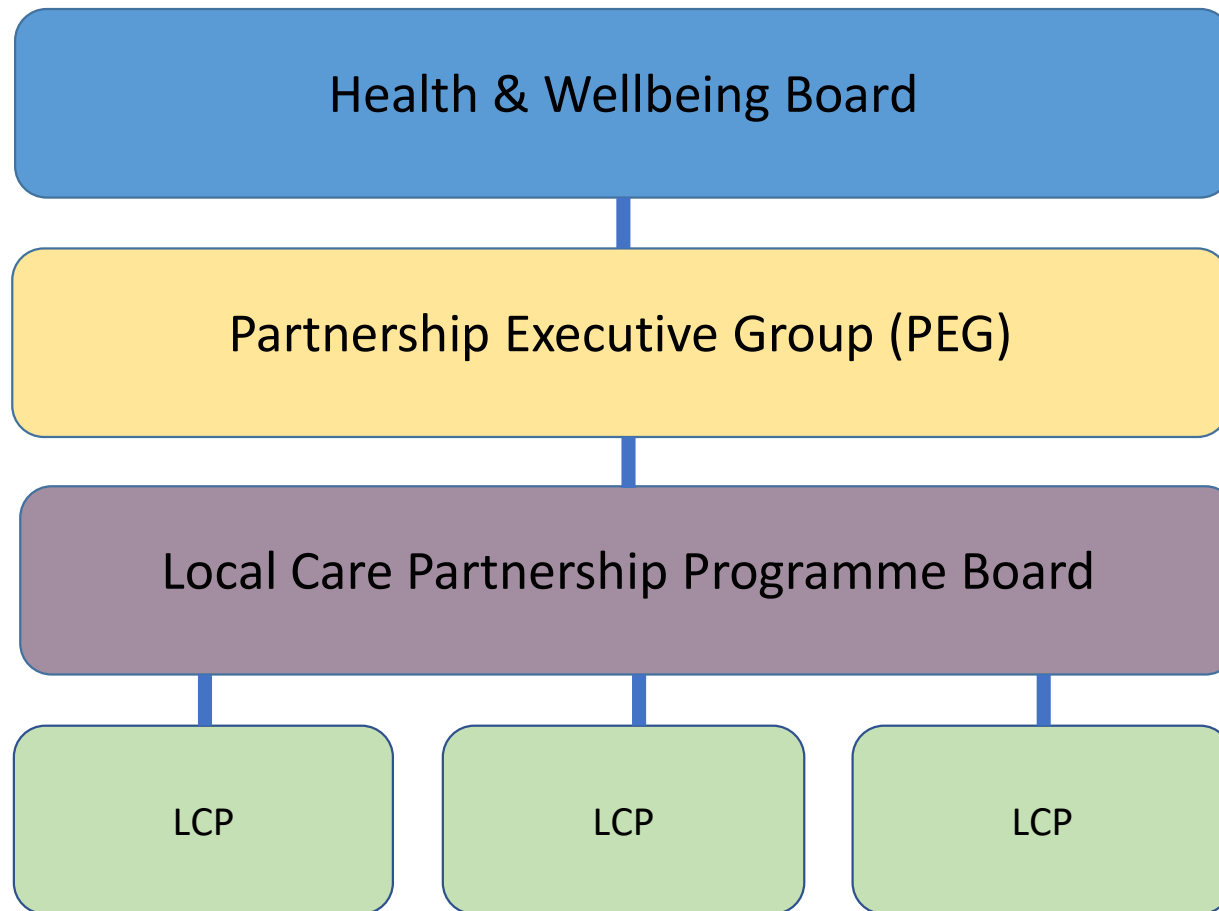 Health & Wellbeing Board
Partnership Executive Group (PEG)
Local Care Partnership Programme Board
LCP
LCP
LCP